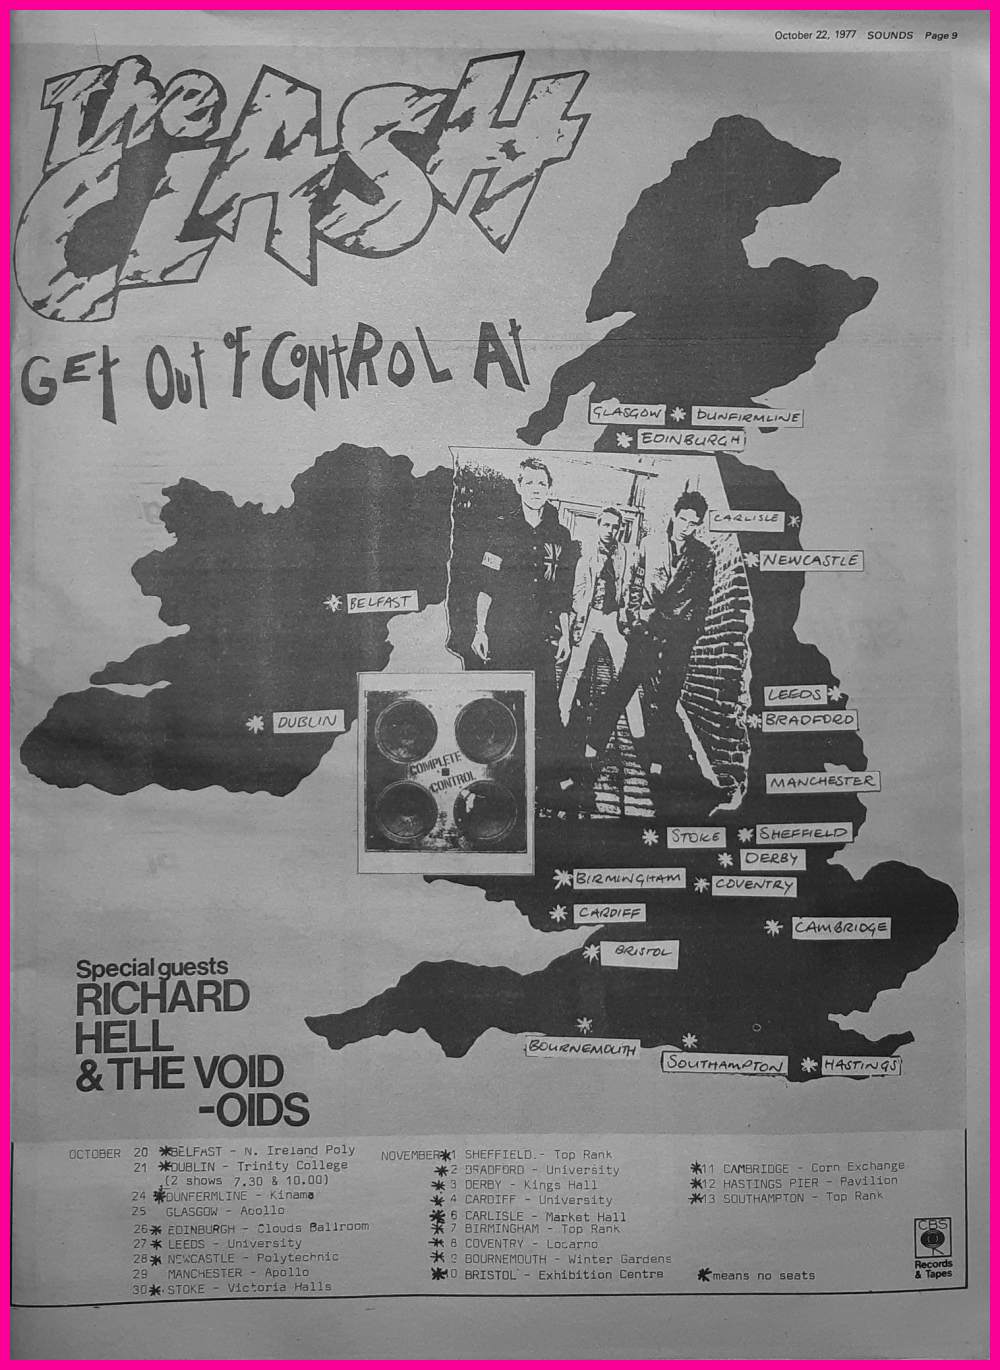 October 22, 1977 SOUNDS Page 9
The
CLASH
GEt Out oF CONtROL At
GLASGOW * DUNFIRMLINE
* EDINBURGH
CARLISLE *
* NEWCASTLE
* BELFAST
LEEDS *
* DUBLIN
* BRADFORD
COMPLETE
CONTROL
MANCHESTER
* STOKE * SHEFFIELD
* DERBY
* BIRMINGHAM * COVENTRY
* CARDIFF
* CAMBRIDGE
* BRISTOL
* BOURNEMOUTH
* SOUTHAMPTON * HASTINGS
Special guests
RICHARD
HELL
& THE VOID
-OIDS
OCTOBER 20 *BELFAST - N. Ireland Poly
21 *DUBLIN - Trinity College
(2 shows 7.30 & 10.00)
24 *DUNFERMLINE - Kinama
25 GLASGOW - Apollo
26* EDINBURGH - Clouds Ballroom
27* LEEDS - University
28* NEWCASTLE - Polytechnic
29 MANCHESTER - Apollo
30* STOKE - Victoria Halls
NOVEMBER *1 SHEFFIELD - Top Rank
*2 BRADFORD - University
*3 DERBY - Kings Hall
*4 CARDIFF - University
*6 CARLISLE - Market Hall
*7 BIRMINGHAM - Top Rank
*8 COVENTRY - Locarno
*9 BOURNEMOUTH - Winter Gardens
*10 BRISTOL - Exhibition Centre
*11 CAMBRIDGE - Corn Exchange
*12 HASTINGS PIER - Pavilion
*13 SOUTHAMPTON - Top Rank
*means no seats
CBS
Records
& Tapes